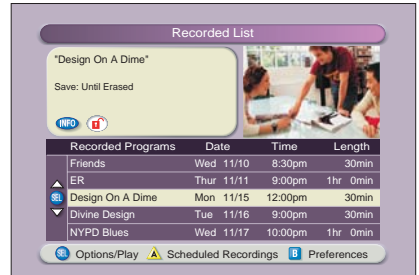 Recorded List
"Design On A Dime"
Save: Until Erased
INFO
Recorded Programs Date Time Length
Friends Wed 11/10 8:30pm 30min
ER Thur 11/11 9:00pm 1hr 0min
SEL Design On A Dime Mon 11/15 12:00pm 30min
Divine Design Tue 11/16 9:00pm 30min
NYPD Blues Wed 11/17 10:00pm 1hr 0min
SEL Options/Play A Scheduled Recordings B Preferences